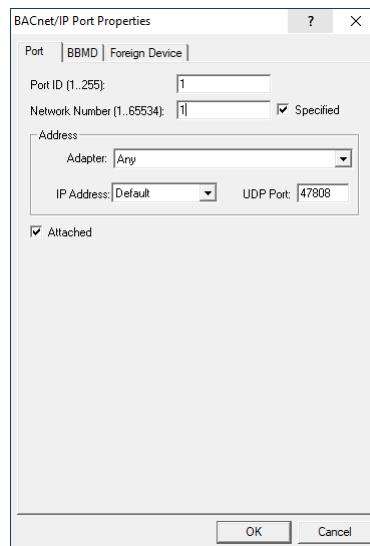 BACnet/IP Port Properties ? ×
Port BBMD Foreign Device
Port ID (1..255): 1
Network Number (1..65534): 1 Specified
Address
Adapter: Any
IP Address: Default UDP Port: 47808
Attached
OK Cancel